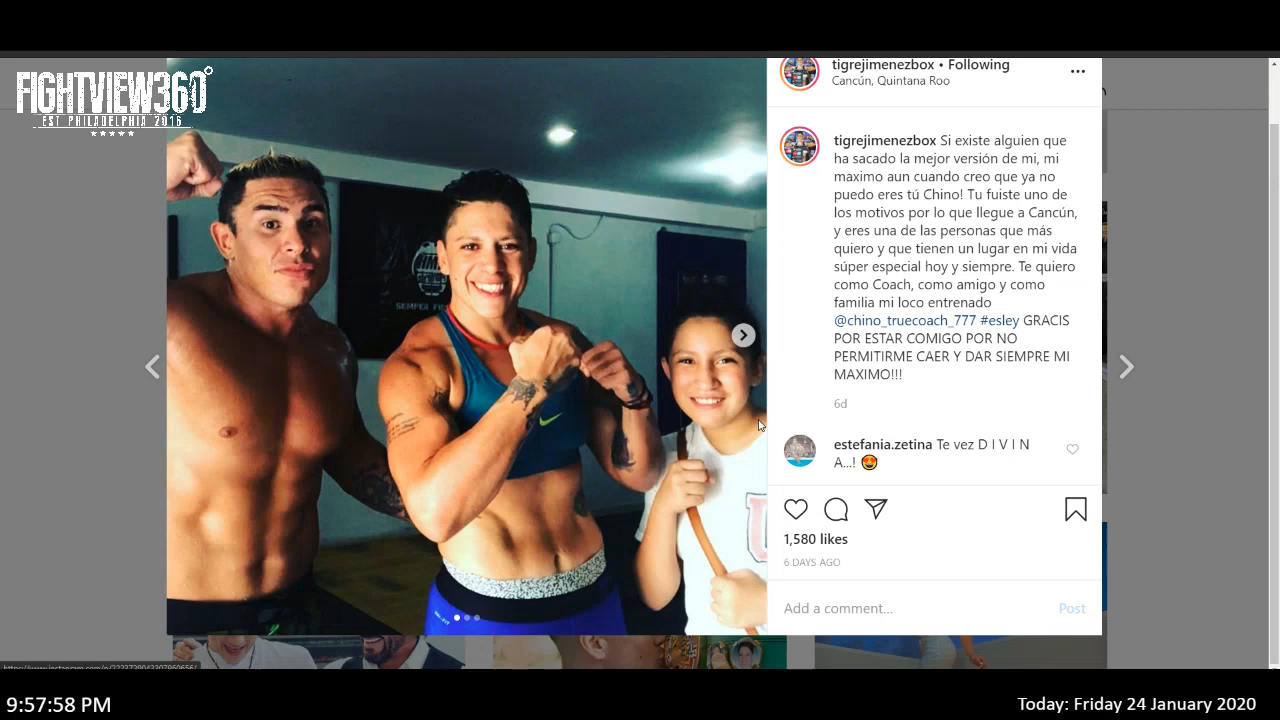 FIGHTVIEW360°
EST PHILADELPHIA 2016
tigrejimenezbox • Following
Cancún, Quintana Roo
tigrejimenezbox Si existe alguien que
ha sacado la mejor versión de mi, mi
maximo aun cuando creo que ya no
puedo eres tú Chino! Tu fuiste uno de
los motivos por lo que llegue a Cancún,
y eres una de las personas que más
quiero y que tienen un lugar en mi vida
súper especial hoy y siempre. Te quiero
como Coach, como amigo y como
familia mi loco entrenado
@chino_truecoach_777 #esley GRACIS
POR ESTAR COMIGO POR NO
PERMITIRME CAER Y DAR SIEMPRE MI
MAXIMO!!!
6d
estefania.zetina Te vez D I V I N
A...!
1,580 likes
6 DAYS AGO
Add a comment...
Post
SEMPER
9:57:58 PM
Today: Friday 24 January 2020